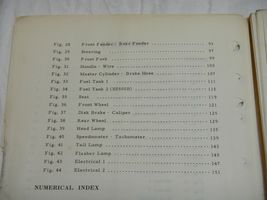 Fig. 28 Front Fender - Rear Fender 91
Fig. 29 Steering 97
Fig. 30 Front Fork 99
Fig. 31 Handle - Wire 103
Fig. 32 Master Cylinder - Brake Hose 107
Fig. 33 Fuel Tank 1 111
Fig. 34 Fuel Tank 2 115
Fig. 35 Seat 119
Fig. 36 Front Wheel 121
Fig. 37 Disk Brake - Caliper 125
Fig. 38 Rear Wheel 129
Fig. 39 Head Lamp 135
Fig. 40 Speedometer - Tachometer 139
Fig. 41 Tail Lamp 143
Fig. 42 Flasher Lamp 145
Fig. 43 Electrical 1 147
Fig. 44 Electrical 2 151
NUMERICAL INDEX